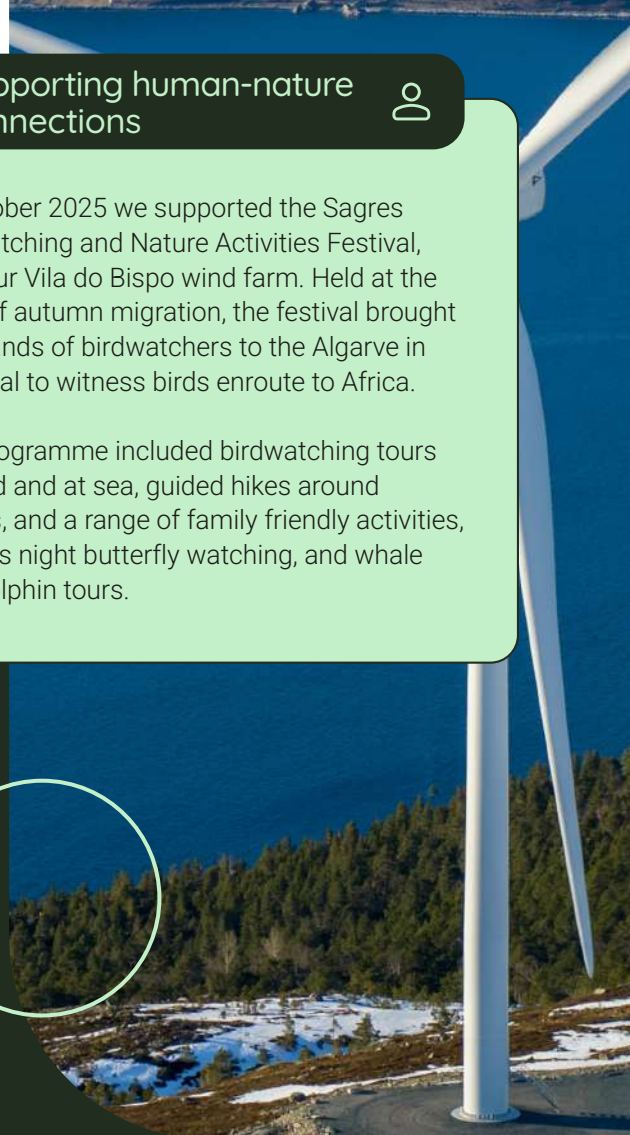 pporting human-nature
nnections
ober 2025 we supported the Sagres
tching and Nature Activities Festival,
ur Vila do Bispo wind farm. Held at the
f autumn migration, the festival brought
nds of birdwatchers to the Algarve in
al to witness birds enroute to Africa.
ogramme included birdwatching tours
d and at sea, guided hikes around
s, and a range of family friendly activities,
s night butterfly watching, and whale
lphin tours.